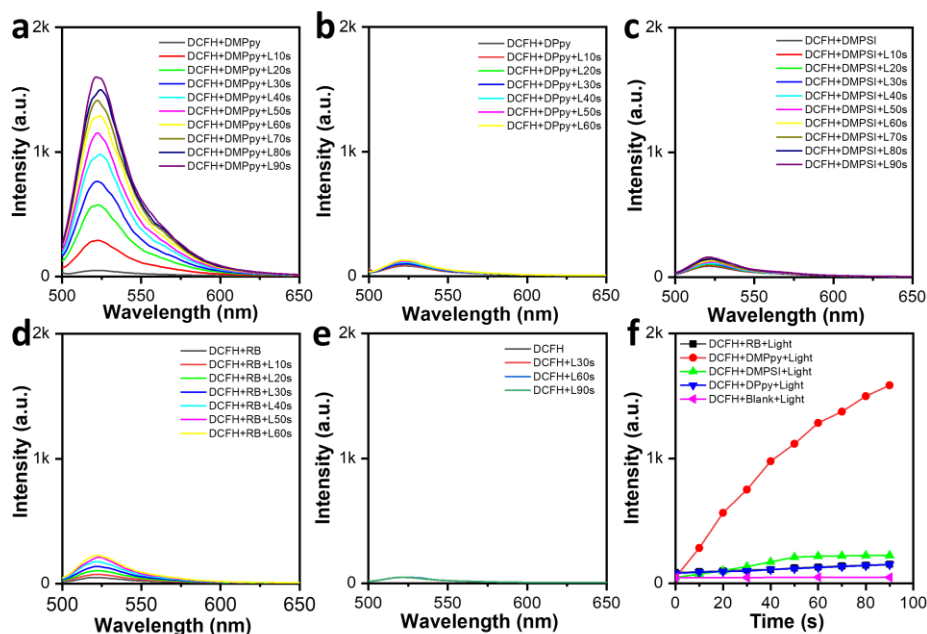 a
2k
1k
0
Intensity (a.u.)
DCFH+DMPpy
DCFH+DMPpy+L10s
DCFH+DMPpy+L20s
DCFH+DMPpy+L30s
DCFH+DMPpy+L40s
DCFH+DMPpy+L50s
DCFH+DMPpy+L60s
DCFH+DMPpy+L70s
DCFH+DMPpy+L80s
DCFH+DMPpy+L90s
500 550 600 650
Wavelength (nm)
b
2k
1k
0
Intensity (a.u.)
DCFH+DPpy
DCFH+DPpy+L10s
DCFH+DPpy+L20s
DCFH+DPpy+L30s
DCFH+DPpy+L40s
DCFH+DPpy+L50s
DCFH+DPpy+L60s
500 550 600 650
Wavelength (nm)
c
2k
1k
0
Intensity (a.u.)
DCFH+DMPSI
DCFH+DMPSI+L10s
DCFH+DMPSI+L20s
DCFH+DMPSI+L30s
DCFH+DMPSI+L40s
DCFH+DMPSI+L50s
DCFH+DMPSI+L60s
DCFH+DMPSI+L70s
DCFH+DMPSI+L80s
DCFH+DMPSI+L90s
500 550 600 650
Wavelength (nm)
d
2k
1k
0
Intensity (a.u.)
DCFH+RB
DCFH+RB+L10s
DCFH+RB+L20s
DCFH+RB+L30s
DCFH+RB+L40s
DCFH+RB+L50s
DCFH+RB+L60s
500 550 600 650
Wavelength (nm)
e
2k
1k
0
Intensity (a.u.)
DCFH
DCFH+L30s
DCFH+L60s
DCFH+L90s
500 550 600 650
Wavelength (nm)
f
2k
1k
0
Intensity (a.u.)
DCFH+RB+Light
DCFH+DMPpy+Light
DCFH+DMPSI+Light
DCFH+DPpy+Light
DCFH+Blank+Light
0 20 40 60 80 100
Time (s)